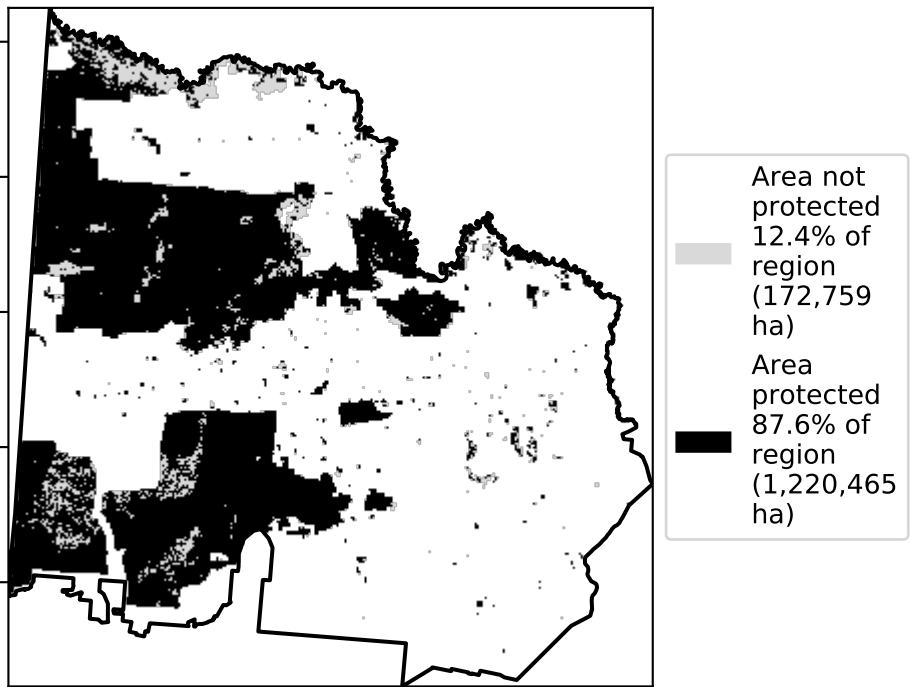 Area not
protected
12.4% of
region
(172,759
ha)
Area
protected
87.6% of
region
(1,220,465
ha)